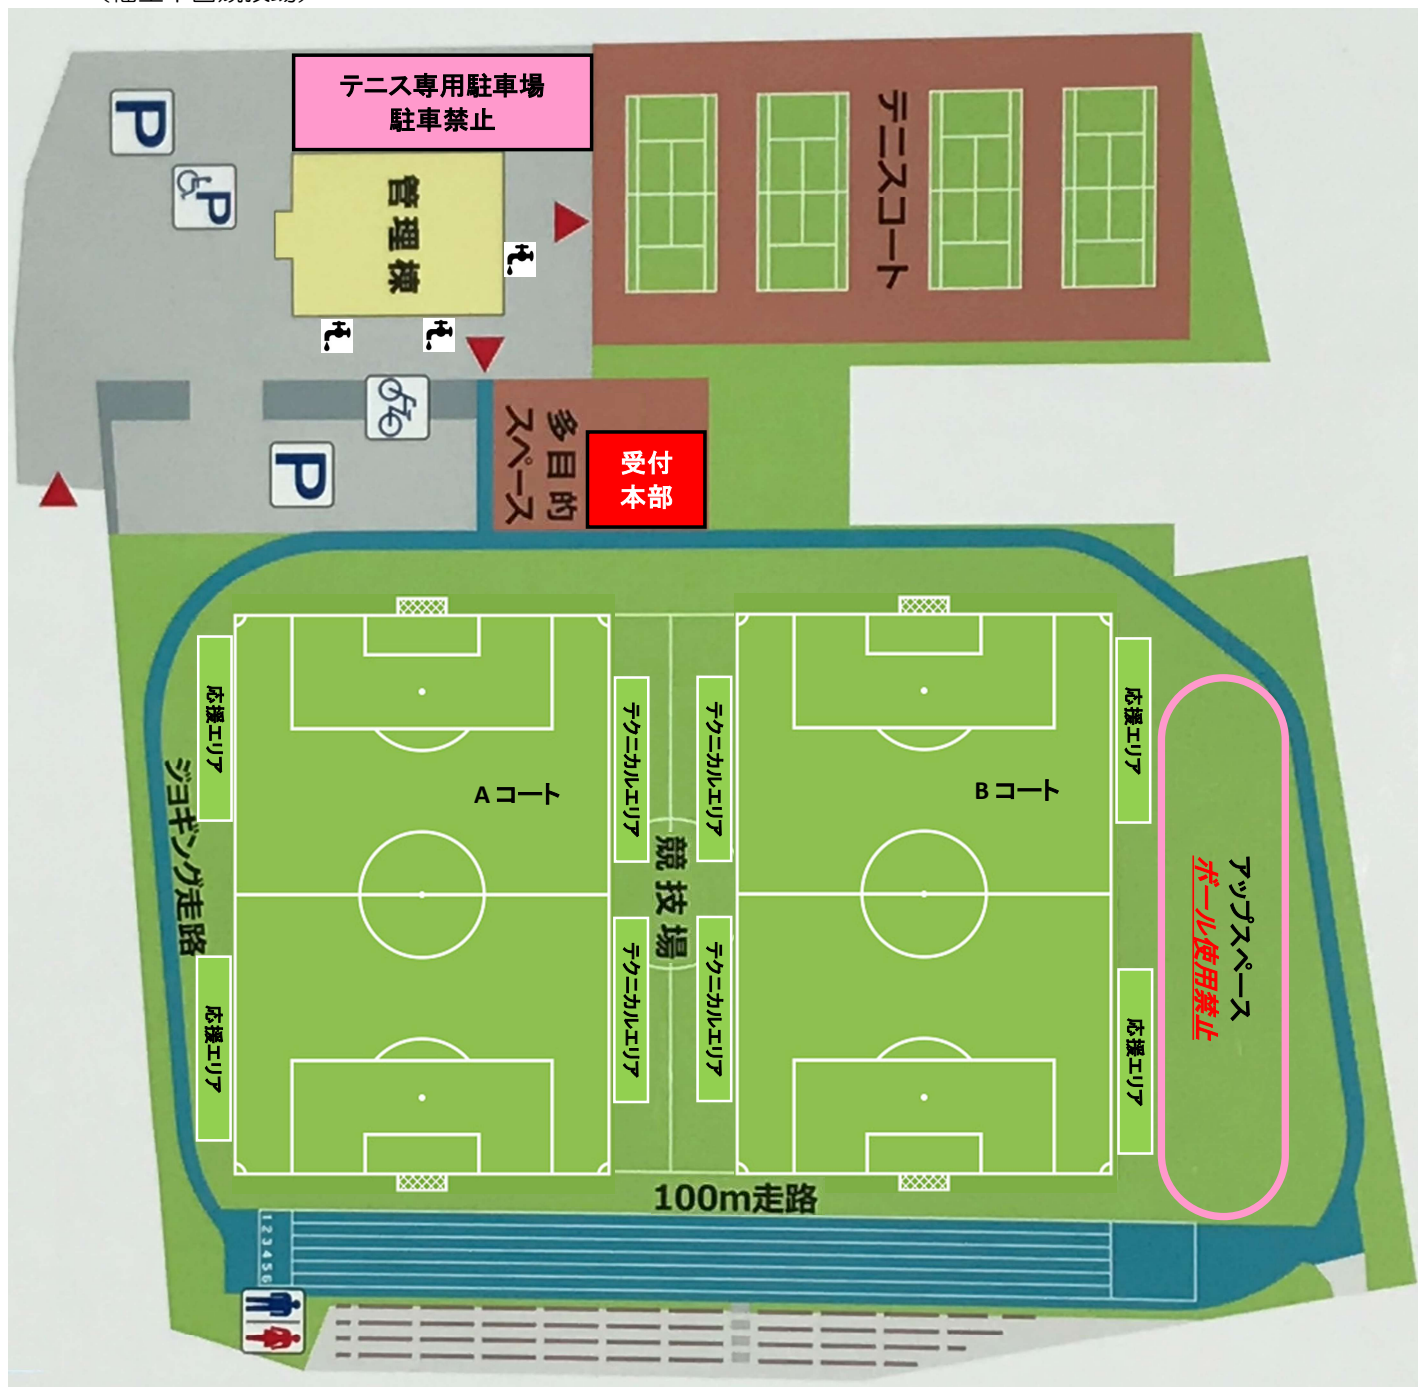 テニス専用駐車場
駐車禁止
P
P
管理棟
テニスコート
P
多目的
スペース
受付
本部
応援エリア
テクニカルエリア
テクニカルエリア
応援エリア
Aコート
Bコート
ジョギング走路
競技場
アップスペース
ボール使用禁止
応援エリア
テクニカルエリア
テクニカルエリア
応援エリア
100m走路
1 2 3 4 5 6